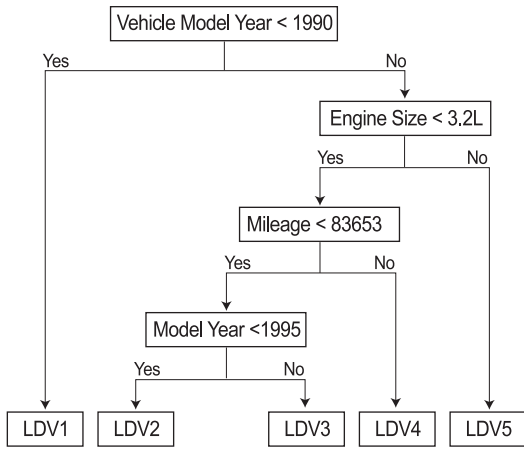 Vehicle Model Year < 1990
Yes
No
Engine Size < 3.2L
Yes
No
Mileage < 83653
Yes
No
Model Year <1995
Yes
No
LDV1
LDV2
LDV3
LDV4
LDV5